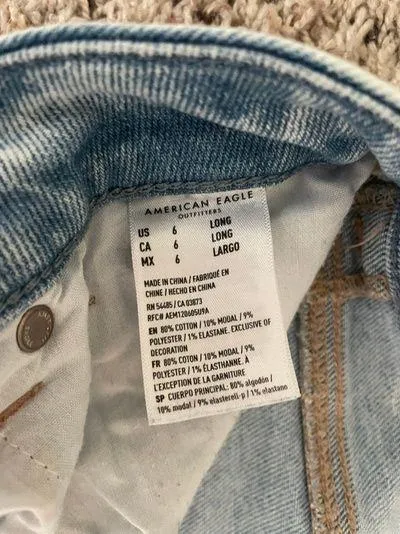 AMERICAN EAGLE
OUTFITTERS
US 6 LONG
CA 6 LONG
MX 6 LARGO
MADE IN CHINA / FABRIQUÉ EN
CHINE / HECHO EN CHINA
RN 54485 / CA 03873
RFC# AEM120605U9A
EN 80% COTTON / 10% MODAL / 9%
POLYESTER / 1% ELASTANE. EXCLUSIVE OF
DECORATION
FR 80% COTON / 10% MODAL / 9%
POLYESTER / 1% ÉLASTHANNE. À
L'EXCEPTION DE LA GARNITURE
SP CUERPO PRINCIPAL: 80% algodón /
10% modal / 9% elastereli-p / 1% elastano
2